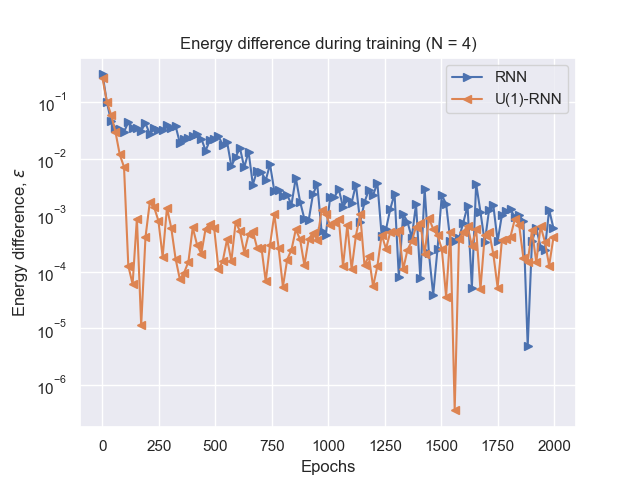 Energy difference during training (N = 4)
RNN
U(1)-RNN
Energy difference, ε
10⁻¹
10⁻²
10⁻³
10⁻⁴
10⁻⁵
10⁻⁶
0 250 500 750 1000 1250 1500 1750 2000
Epochs